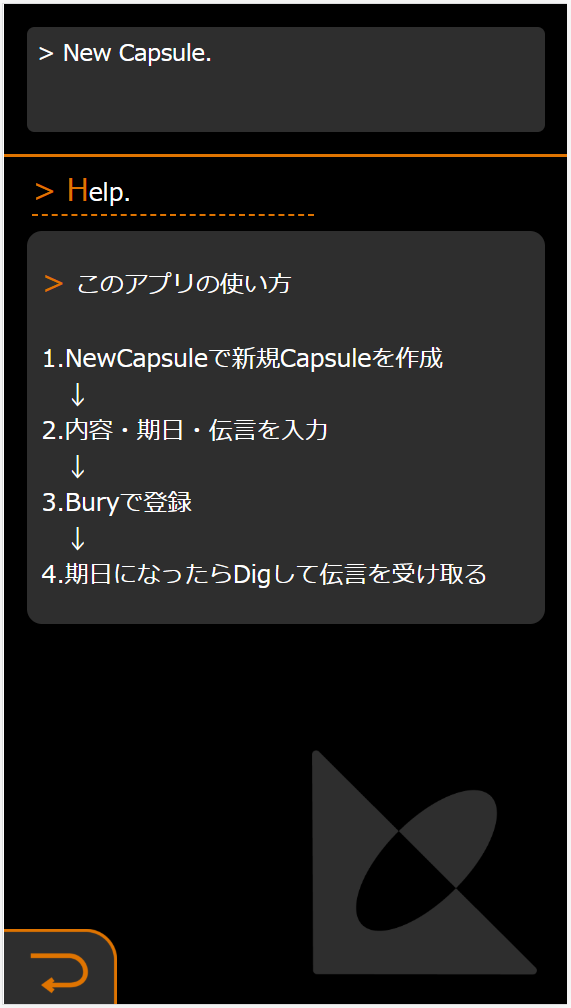 > New Capsule.
> Help.
> このアプリの使い方
1.NewCapsuleで新規Capsuleを作成
↓
2.内容・期日・伝言を入力
↓
3.Buryで登録
↓
4.期日になったらDigして伝言を受け取る